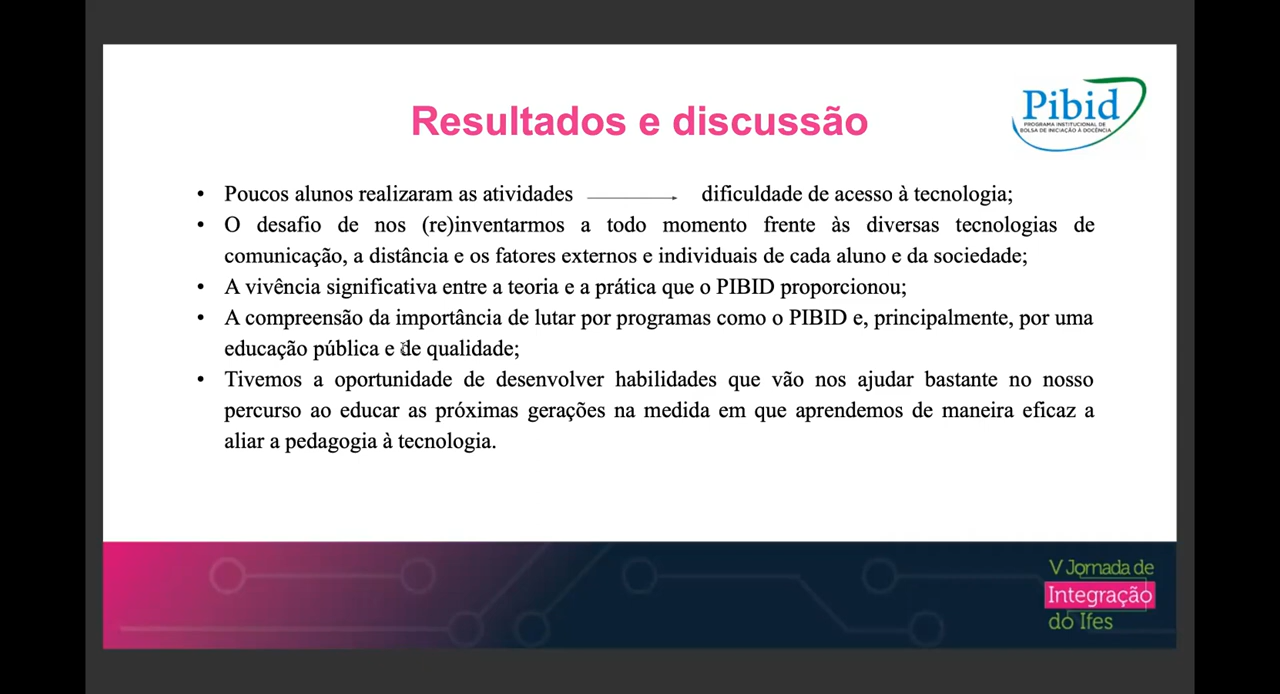 Resultados e discussão
Pibid
PROGRAMA INSTITUCIONAL DE
BOLSA DE INICIAÇÃO À DOCÊNCIA
• Poucos alunos realizaram as atividades → dificuldade de acesso à tecnologia;
• O desafio de nos (re)inventarmos a todo momento frente às diversas tecnologias de
comunicação, a distância e os fatores externos e individuais de cada aluno e da sociedade;
• A vivência significativa entre a teoria e a prática que o PIBID proporcionou;
• A compreensão da importância de lutar por programas como o PIBID e, principalmente, por uma
educação pública e de qualidade;
• Tivemos a oportunidade de desenvolver habilidades que vão nos ajudar bastante no nosso
percurso ao educar as próximas gerações na medida em que aprendemos de maneira eficaz a
aliar a pedagogia à tecnologia.
V Jornada de
Integração
do Ifes